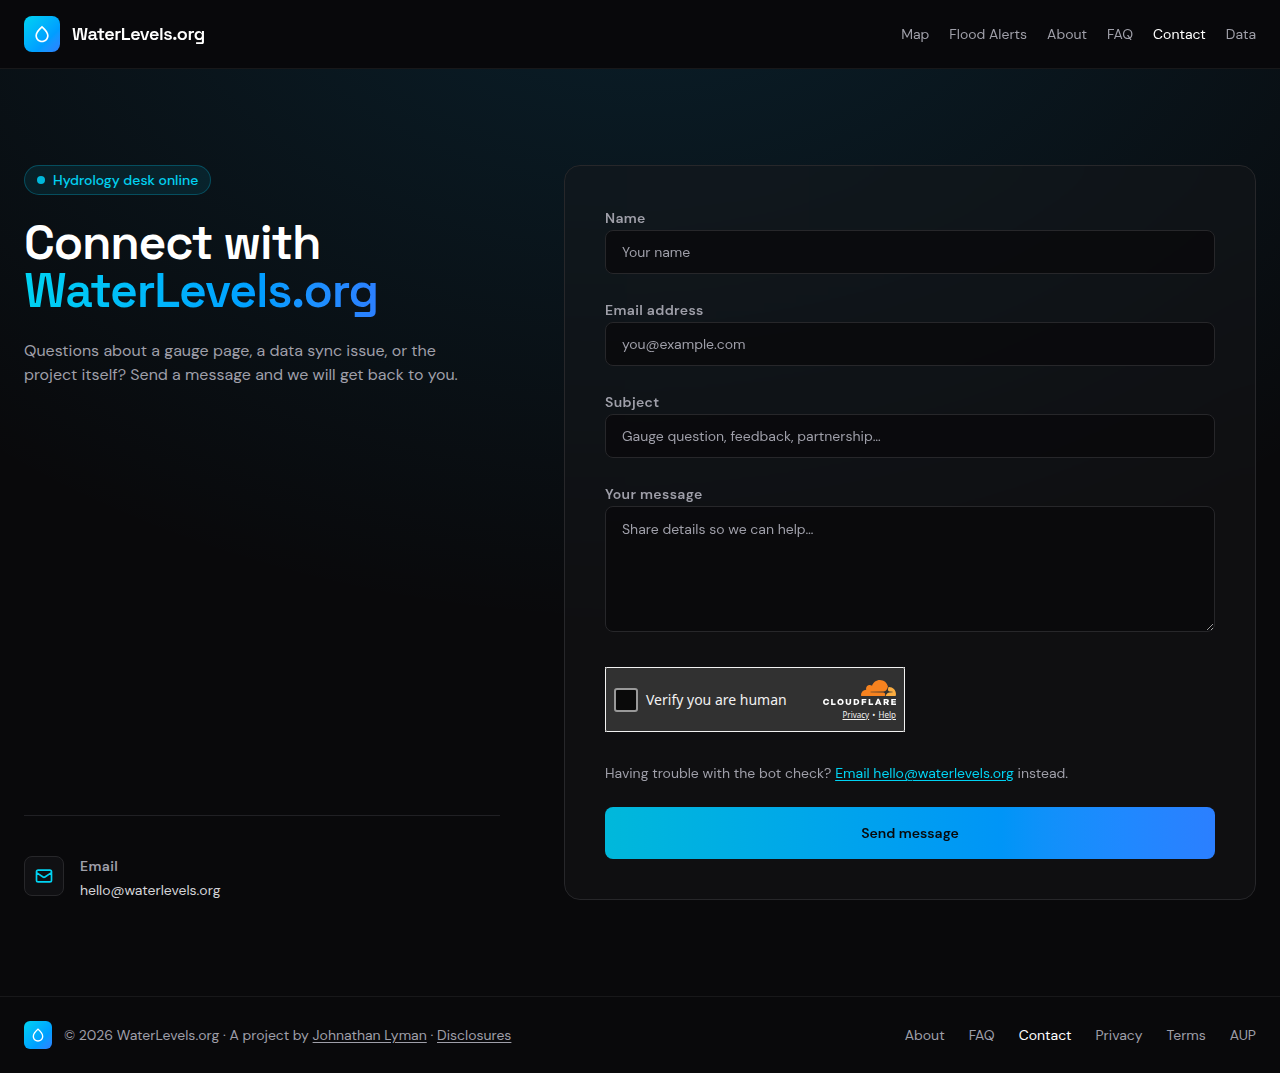 WaterLevels.org
Map Flood Alerts About FAQ Contact Data
Hydrology desk online
Connect with
WaterLevels.org
Questions about a gauge page, a data sync issue, or the
project itself? Send a message and we will get back to you.
Email
hello@waterlevels.org
Name
Your name
Email address
you@example.com
Subject
Gauge question, feedback, partnership…
Your message
Share details so we can help…
Verify you are human
CLOUDFLARE
Privacy • Help
Having trouble with the bot check? Email hello@waterlevels.org instead.
Send message
© 2026 WaterLevels.org · A project by Johnathan Lyman · Disclosures
About FAQ Contact Privacy Terms AUP